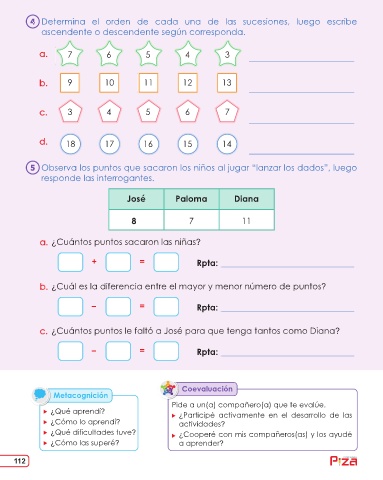 4 Determina el orden de cada una de las sucesiones, luego escribe
ascendente o descendente según corresponda.
a. 7 6 5 4 3
b. 9 10 11 12 13
c. 3 4 5 6 7
d. 18 17 16 15 14
5 Observa los puntos que sacaron los niños al jugar "lanzar los dados", luego
responde las interrogantes.
José Paloma Diana
8 7 11
a. ¿Cuántos puntos sacaron las niñas?
+ = Rpta:
b. ¿Cuál es la diferencia entre el mayor y menor número de puntos?
- = Rpta:
c. ¿Cuántos puntos le faltó a José para que tenga tantos como Diana?
- = Rpta:
Metacognición
¿Qué aprendí?
¿Cómo lo aprendí?
¿Qué dificultades tuve?
¿Cómo las superé?
Coevaluación
Pide a un(a) compañero(a) que te evalúe.
¿Participé activamente en el desarrollo de las
actividades?
¿Cooperé con mis compañeros(as) y los ayudé
a aprender?
112